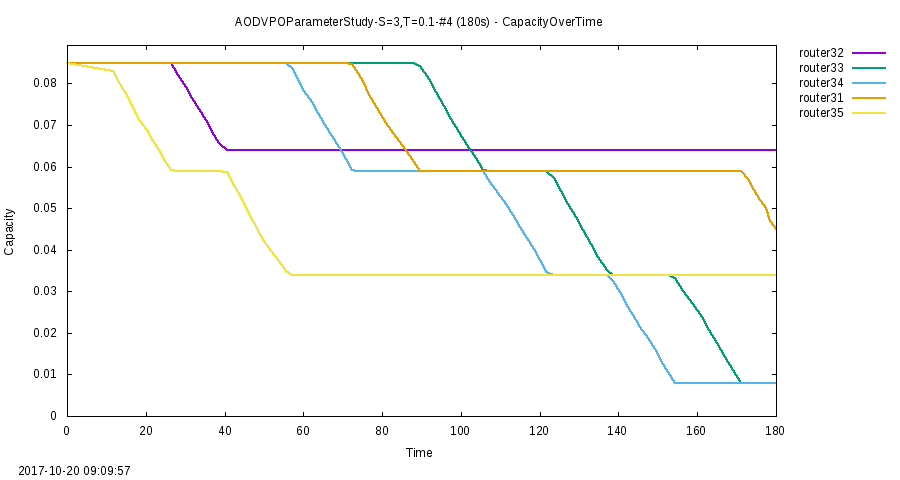 AODVPOParameterStudy-S=3,T=0.1-#4 (180s) - CapacityOverTime
router32
router33
router34
router31
router35
0.08
0.07
0.06
0.05
0.04
0.03
0.02
0.01
0
Capacity
0 20 40 60 80 100 120 140 160 180
Time
2017-10-20 09:09:57